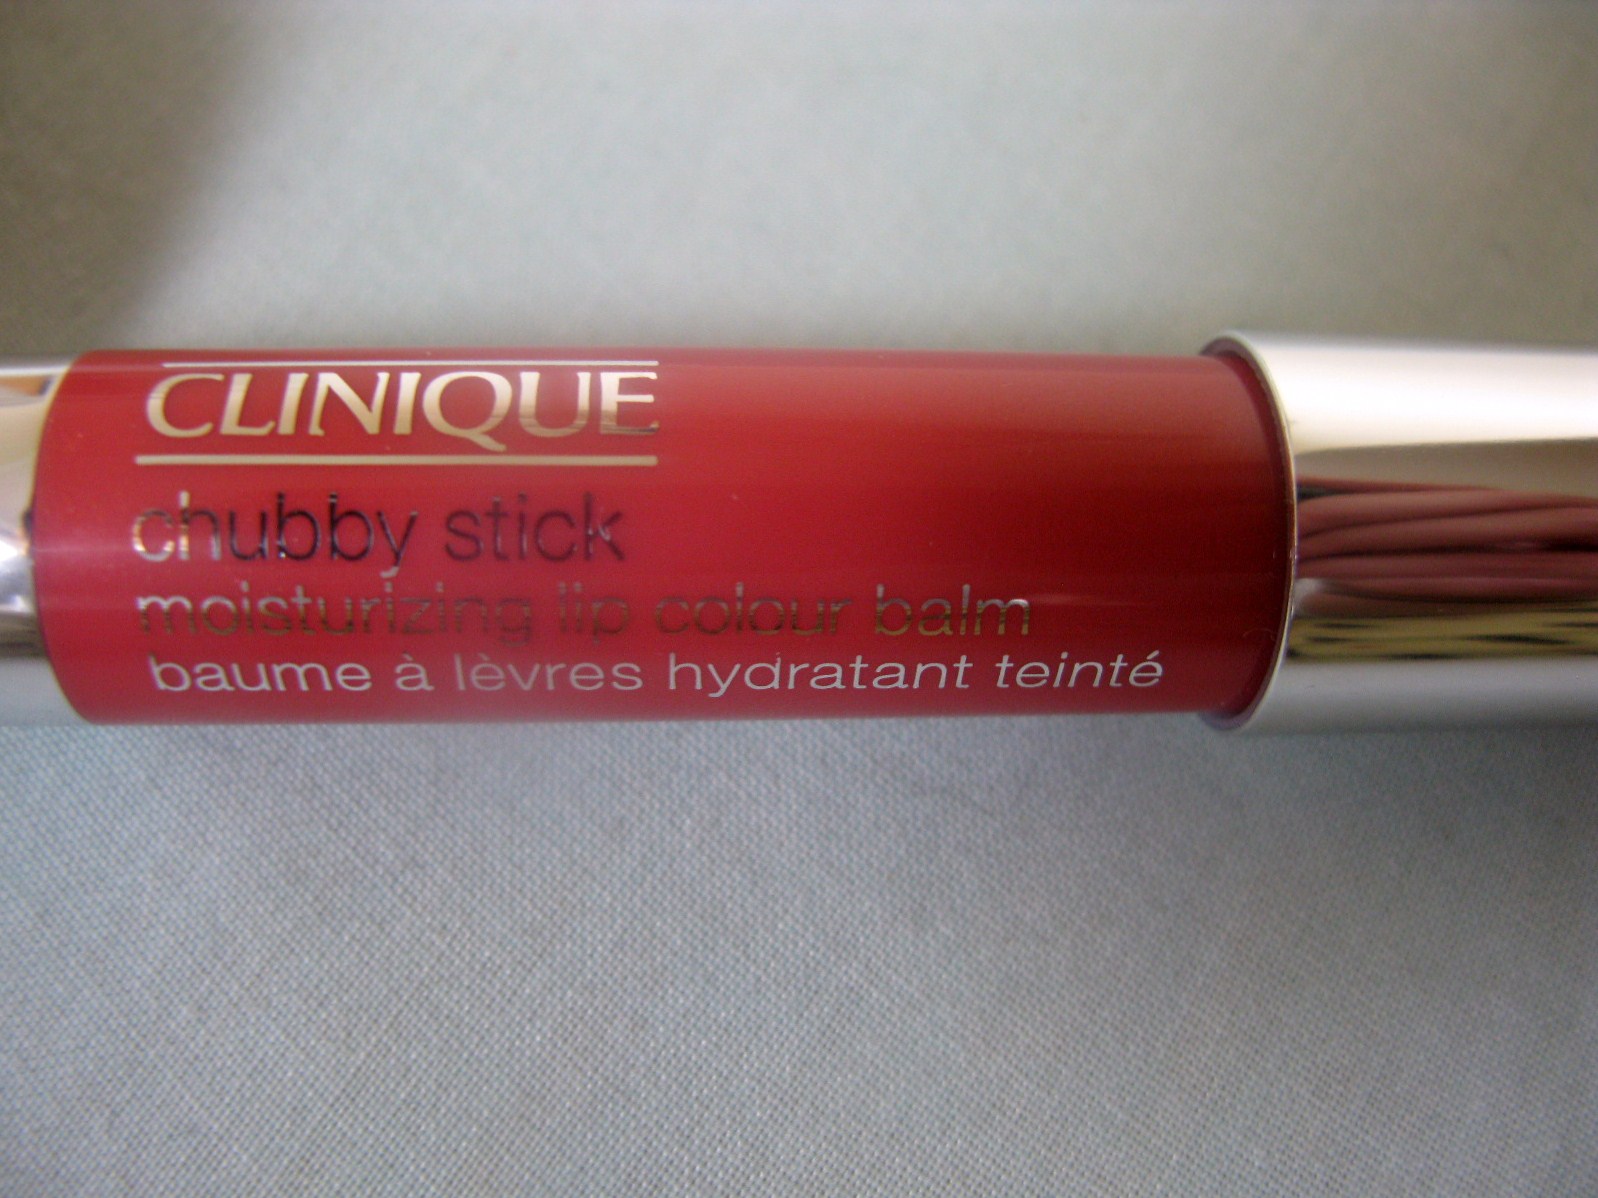 CLINIQUE
chubby stick
moisturizing lip colour balm
baume à lèvres hydratant teinté